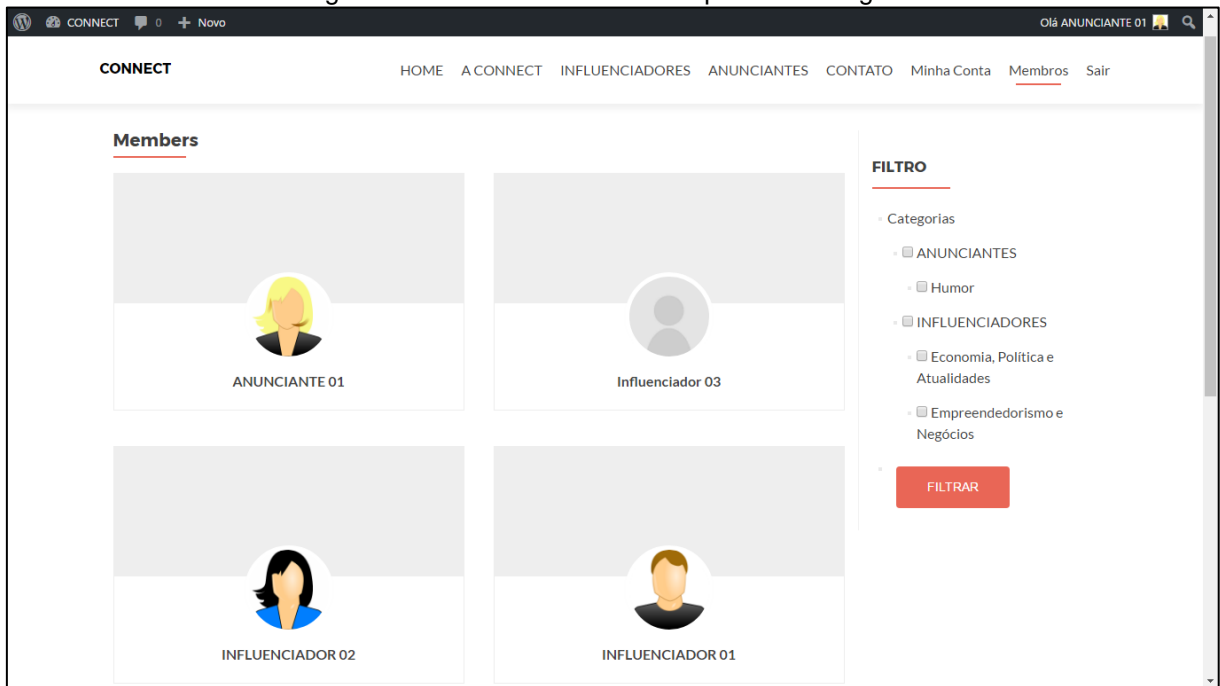 CONNECT 0 + Novo Olá ANUNCIANTE 01
CONNECT HOME A CONNECT INFLUENCIADORES ANUNCIANTES CONTATO Minha Conta Membros Sair
Members
ANUNCIANTE 01
Influenciador 03
INFLUENCIADOR 02
INFLUENCIADOR 01
FILTRO
Categorias
ANUNCIANTES
Humor
INFLUENCIADORES
Economia, Política e
Atualidades
Empreendedorismo e
Negócios
FILTRAR